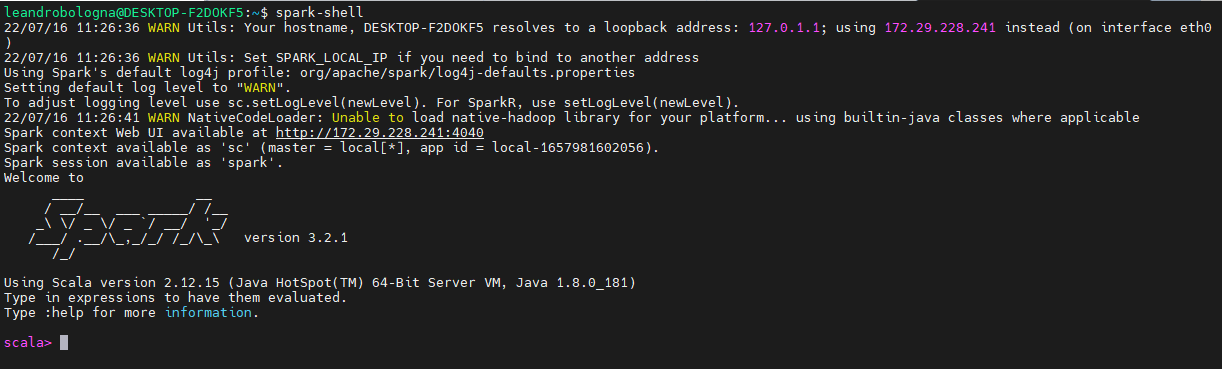 leandrobologna@DESKTOP-F2DOKF5:~$ spark-shell
22/07/16 11:26:36 WARN Utils: Your hostname, DESKTOP-F2DOKF5 resolves to a loopback address: 127.0.1.1; using 172.29.228.241 instead (on interface eth0
)
22/07/16 11:26:36 WARN Utils: Set SPARK_LOCAL_IP if you need to bind to another address
Using Spark's default log4j profile: org/apache/spark/log4j-defaults.properties
Setting default log level to "WARN".
To adjust logging level use sc.setLogLevel(newLevel). For SparkR, use setLogLevel(newLevel).
22/07/16 11:26:41 WARN NativeCodeLoader: Unable to load native-hadoop library for your platform... using builtin-java classes where applicable
Spark context Web UI available at http://172.29.228.241:4040
Spark context available as 'sc' (master = local[*], app id = local-1657981602056).
Spark session available as 'spark'.
Welcome to
      ____              __
     / __/__  ___ _____/ /__
    _\ \/ _ \/ _ `/ __/  '_/
   /___/ .__/\_,_/_/ /_/\_\   version 3.2.1
      /_/
Using Scala version 2.12.15 (Java HotSpot(TM) 64-Bit Server VM, Java 1.8.0_181)
Type in expressions to have them evaluated.
Type :help for more information.
scala>